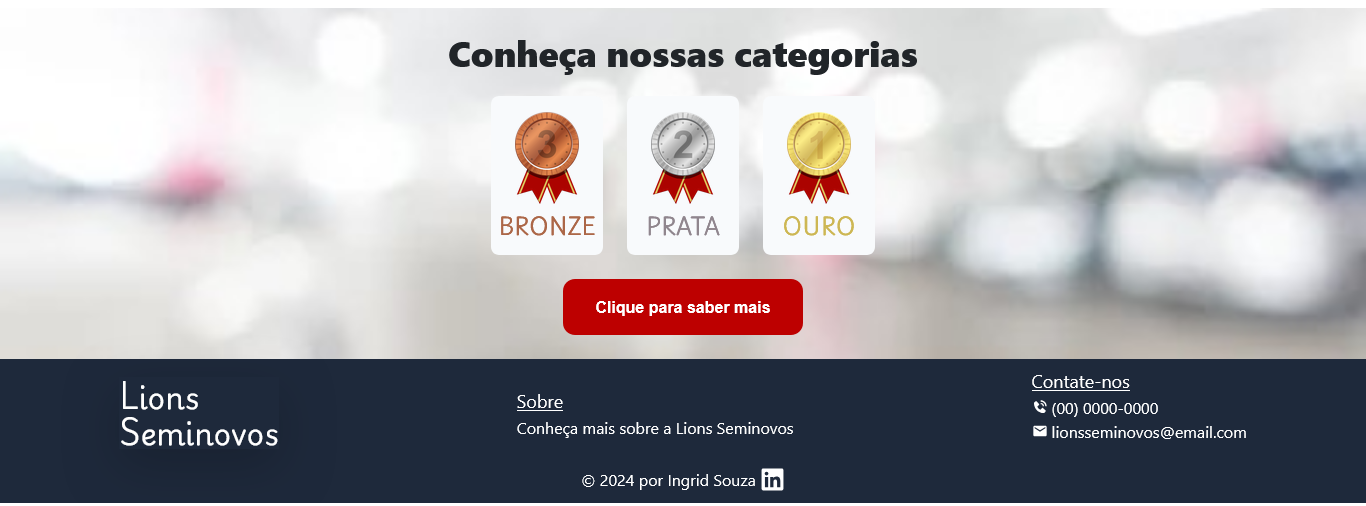 Conheça nossas categorias
3
2
1
BRONZE
PRATA
OURO
Clique para saber mais
Lions
Seminovos
Sobre
Conheça mais sobre a Lions Seminovos
Contate-nos
(00) 0000-0000
lionsseminovos@email.com
© 2024 por Ingrid Souza in